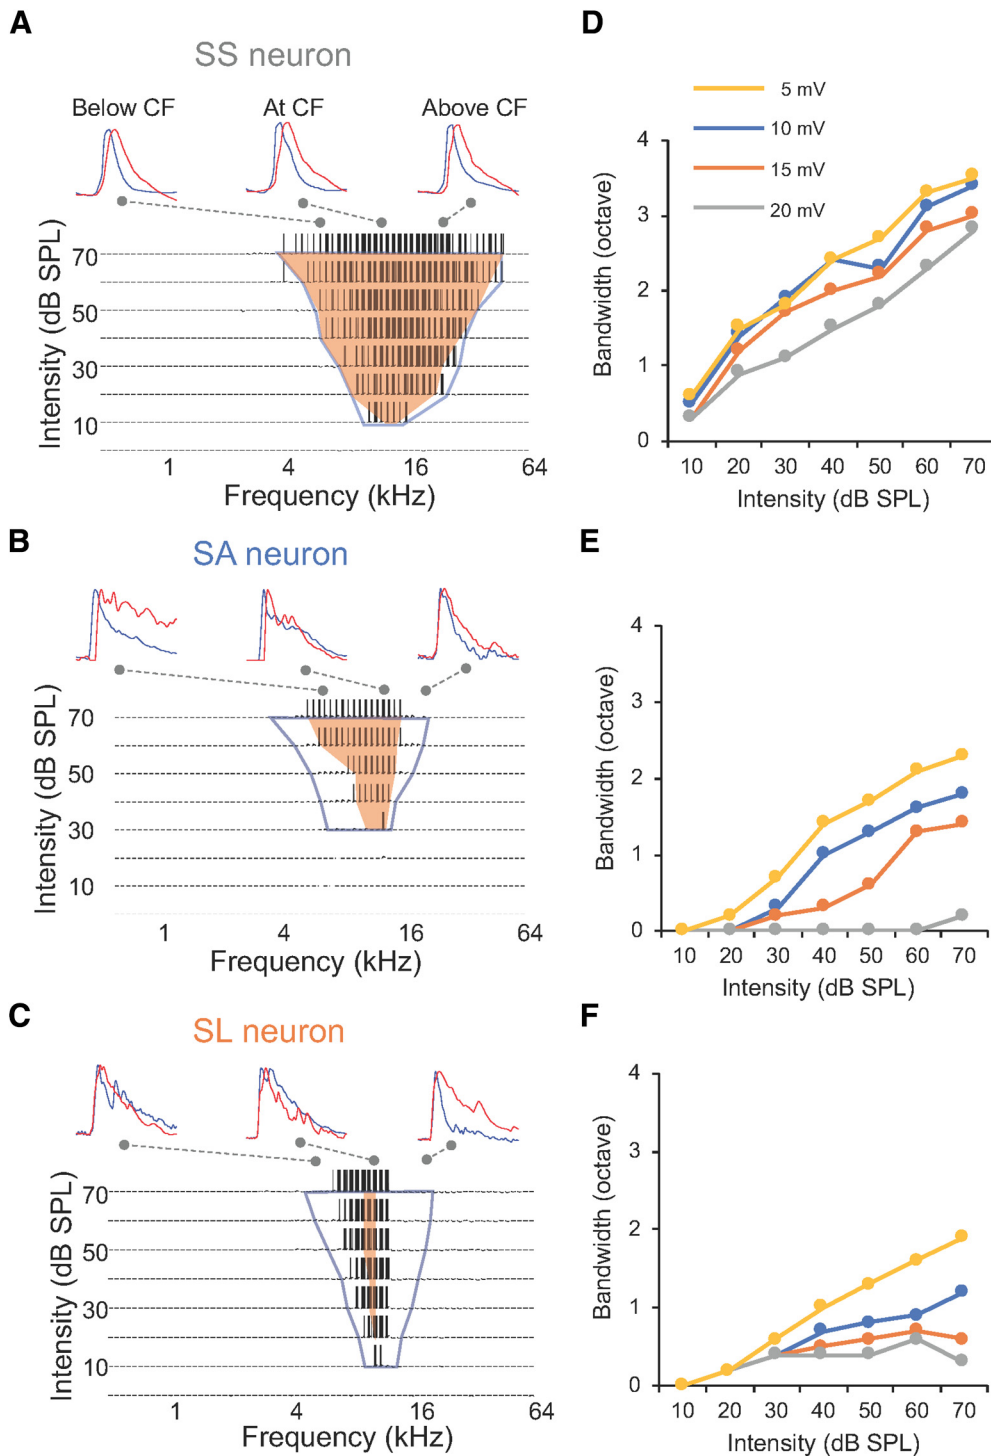 A
SS neuron
Below CF At CF Above CF
Intensity (dB SPL)
70
50
30
10
1 4 16 64
Frequency (kHz)
D
5 mV
10 mV
15 mV
20 mV
Bandwidth (octave)
4
3
2
1
0
10 20 30 40 50 60 70
Intensity (dB SPL)
B
SA neuron
Intensity (dB SPL)
70
50
30
10
1 4 16 64
Frequency (kHz)
E
Bandwidth (octave)
4
3
2
1
0
10 20 30 40 50 60 70
Intensity (dB SPL)
C
SL neuron
Intensity (dB SPL)
70
50
30
10
1 4 16 64
Frequency (kHz)
F
Bandwidth (octave)
4
3
2
1
0
10 20 30 40 50 60 70
Intensity (dB SPL)